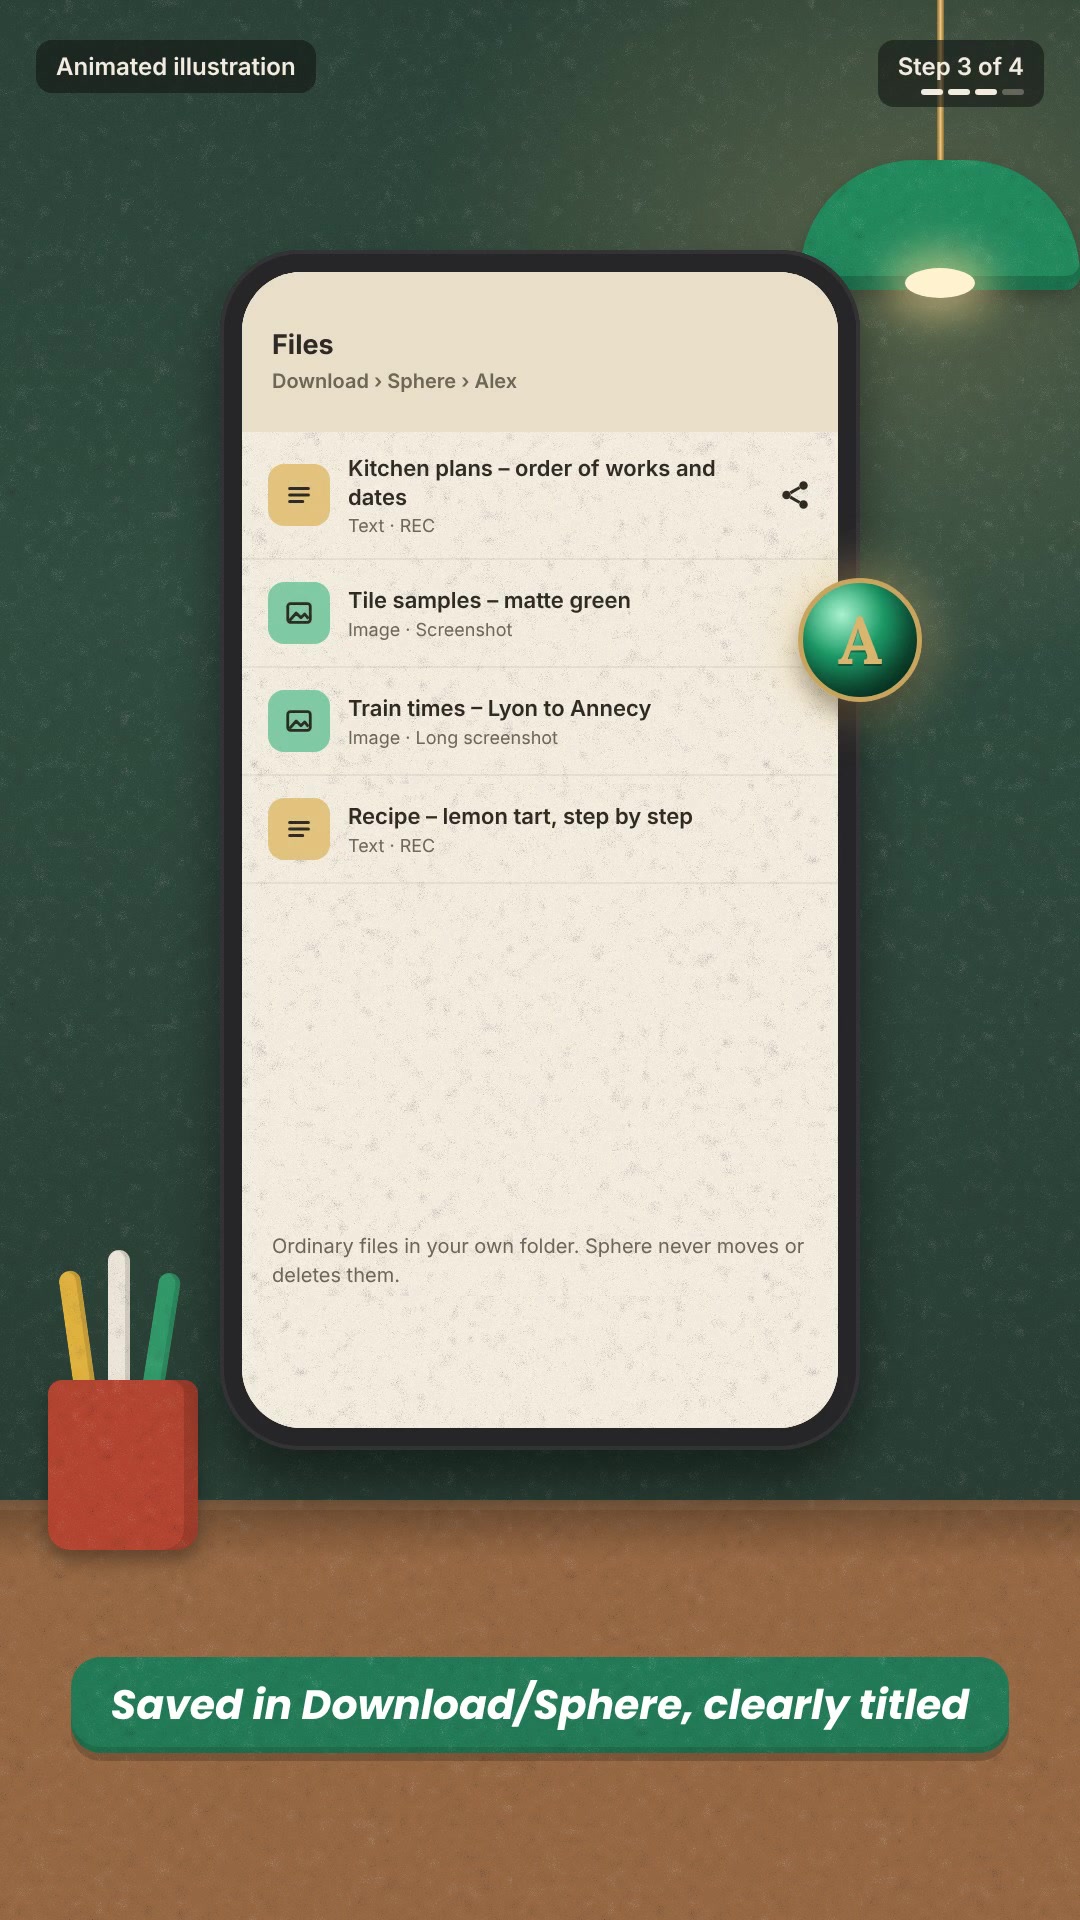 Animated illustration
Step 3 of 4
Files
Download › Sphere › Alex
Kitchen plans – order of works and
dates
Text · REC
Tile samples – matte green
Image · Screenshot
A
Train times – Lyon to Annecy
Image · Long screenshot
Recipe – lemon tart, step by step
Text · REC
Ordinary files in your own folder. Sphere never moves or
deletes them.
Saved in Download/Sphere, clearly titled